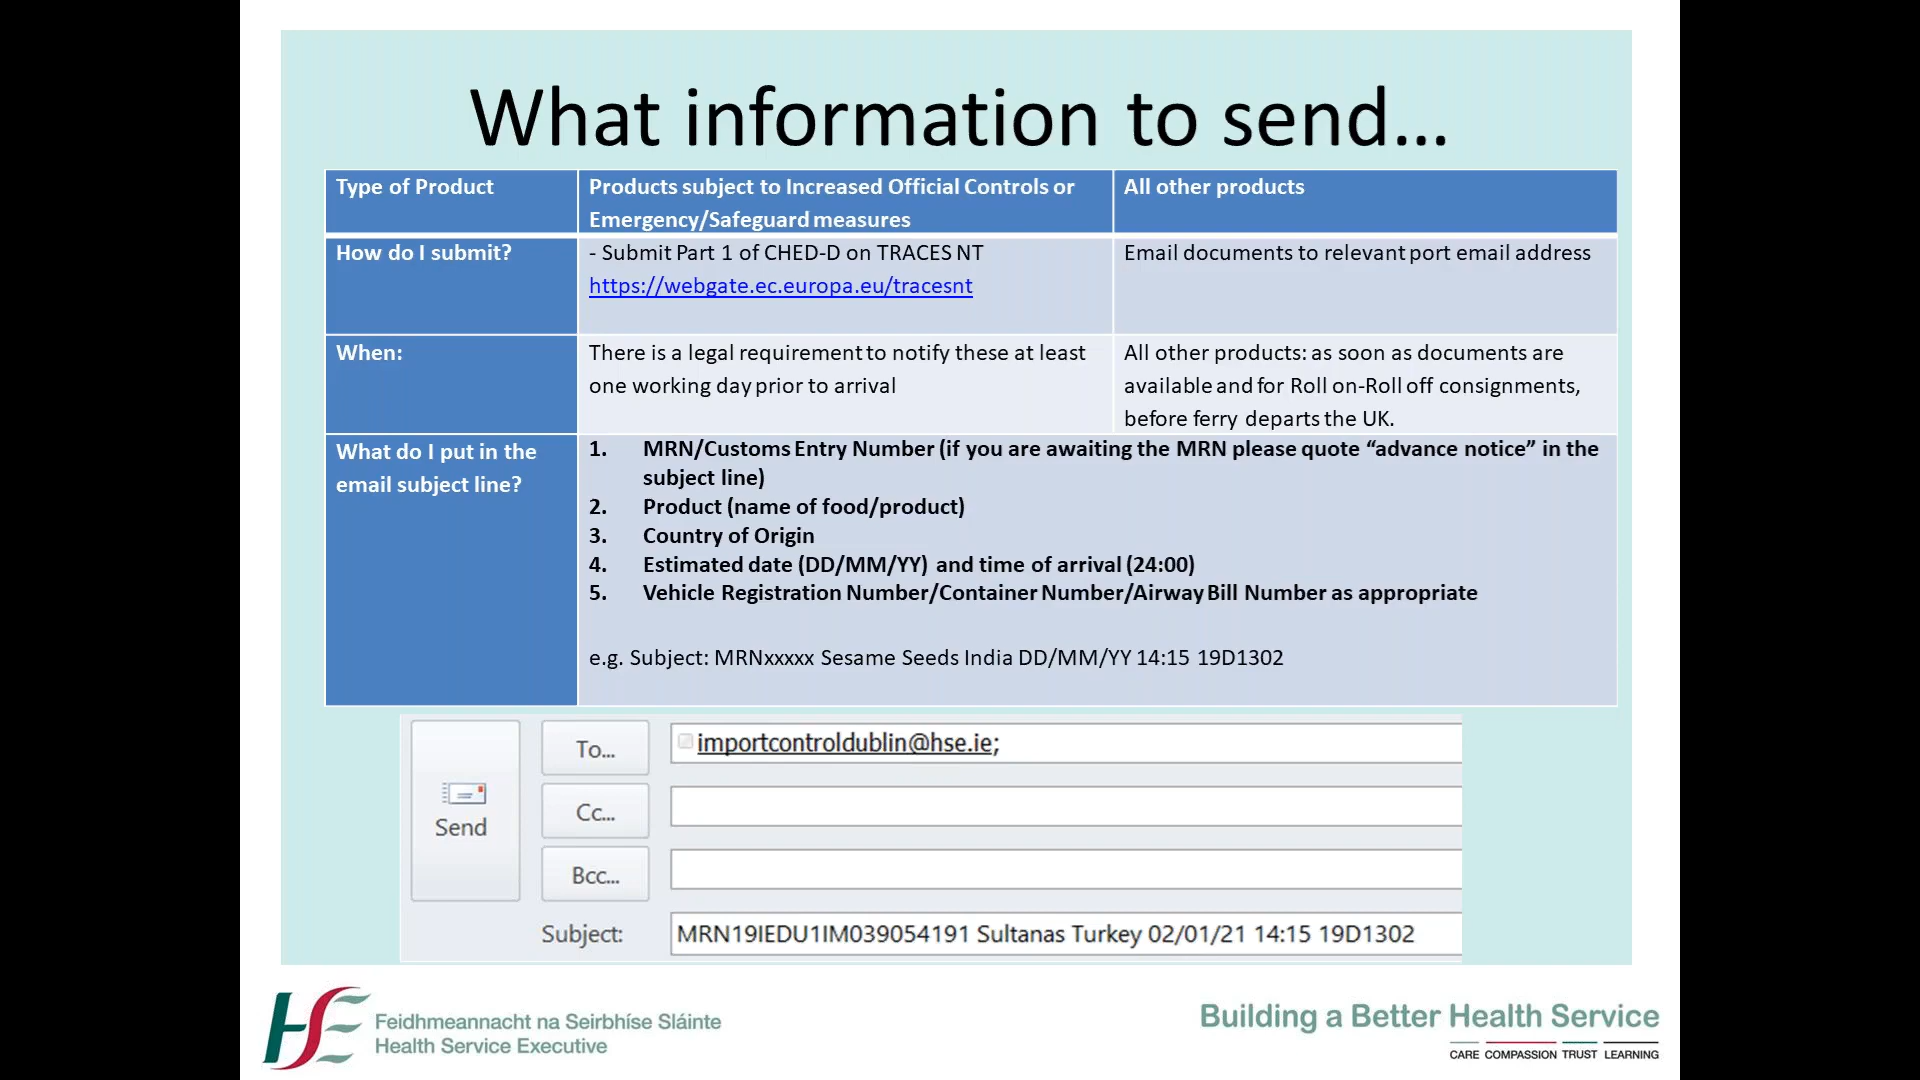 What information to send...
Type of Product
Products subject to Increased Official Controls or
Emergency/Safeguard measures
All other products
How do I submit?
- Submit Part 1 of CHED-D on TRACES NT
https://webgate.ec.europa.eu/tracesnt
Email documents to relevant port email address
When:
There is a legal requirement to notify these at least
one working day prior to arrival
All other products: as soon as documents are
available and for Roll on-Roll off consignments,
before ferry departs the UK.
What do I put in the
email subject line?
1. MRN/Customs Entry Number (if you are awaiting the MRN please quote “advance notice” in the
subject line)
2. Product (name of food/product)
3. Country of Origin
4. Estimated date (DD/MM/YY) and time of arrival (24:00)
5. Vehicle Registration Number/Container Number/Airway Bill Number as appropriate
e.g. Subject: MRNxxxxx Sesame Seeds India DD/MM/YY 14:15 19D1302
Send
To...
importcontroldublin@hse.ie;
Cc...
Bcc...
Subject:
MRN19IEDU1IM039054191 Sultanas Turkey 02/01/21 14:15 19D1302
HSE
Feidhmeannacht na Seirbhíse Sláinte
Health Service Executive
Building a Better Health Service
CARE COMPASSION TRUST LEARNING